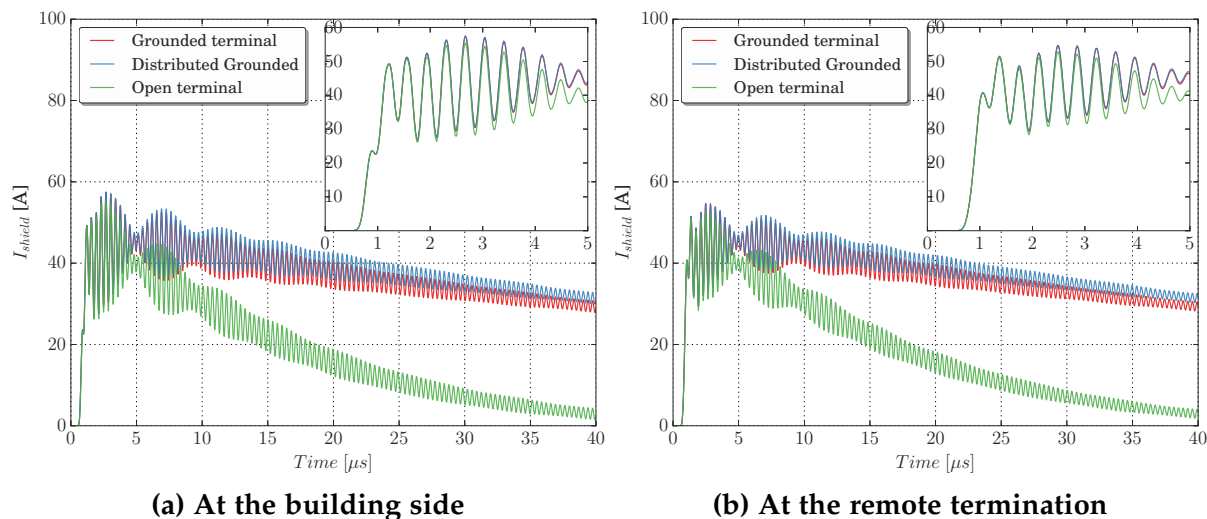 100
80
60
40
20
0
I_shield [A]
Grounded terminal
Distributed Grounded
Open terminal
60
50
40
30
20
10
0 1 2 3 4 5
0 5 10 15 20 25 30 35 40
Time [μs]
(a) At the building side
100
80
60
40
20
0
I_shield [A]
Grounded terminal
Distributed Grounded
Open terminal
60
50
40
30
20
10
0 1 2 3 4 5
0 5 10 15 20 25 30 35 40
Time [μs]
(b) At the remote termination